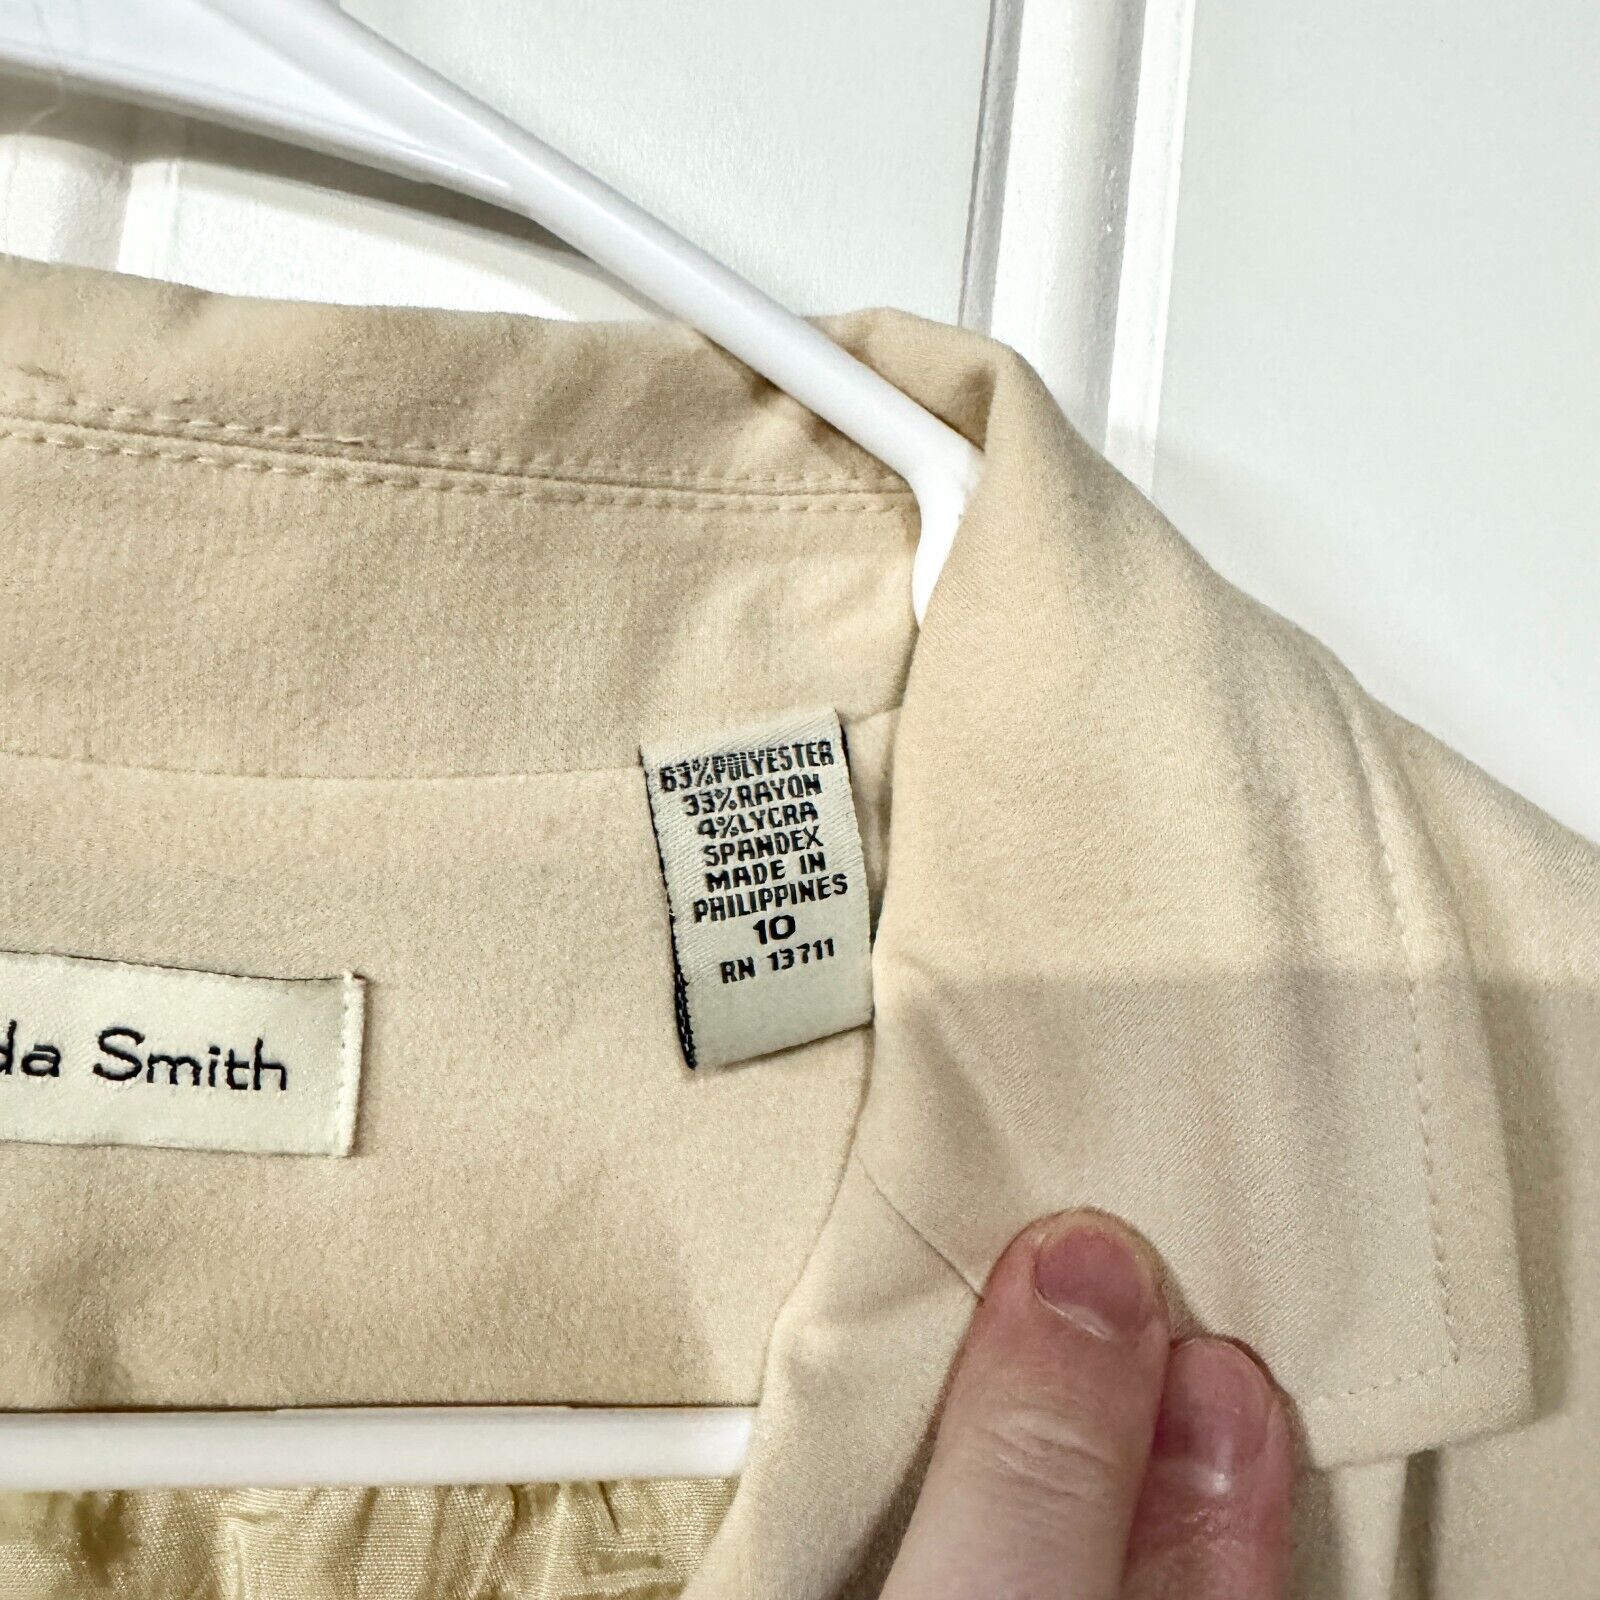 63%POLYESTER
33%RAYON
4%LYCRA
SPANDEX
MADE IN
PHILIPPINES
10
RN 13711
da Smith